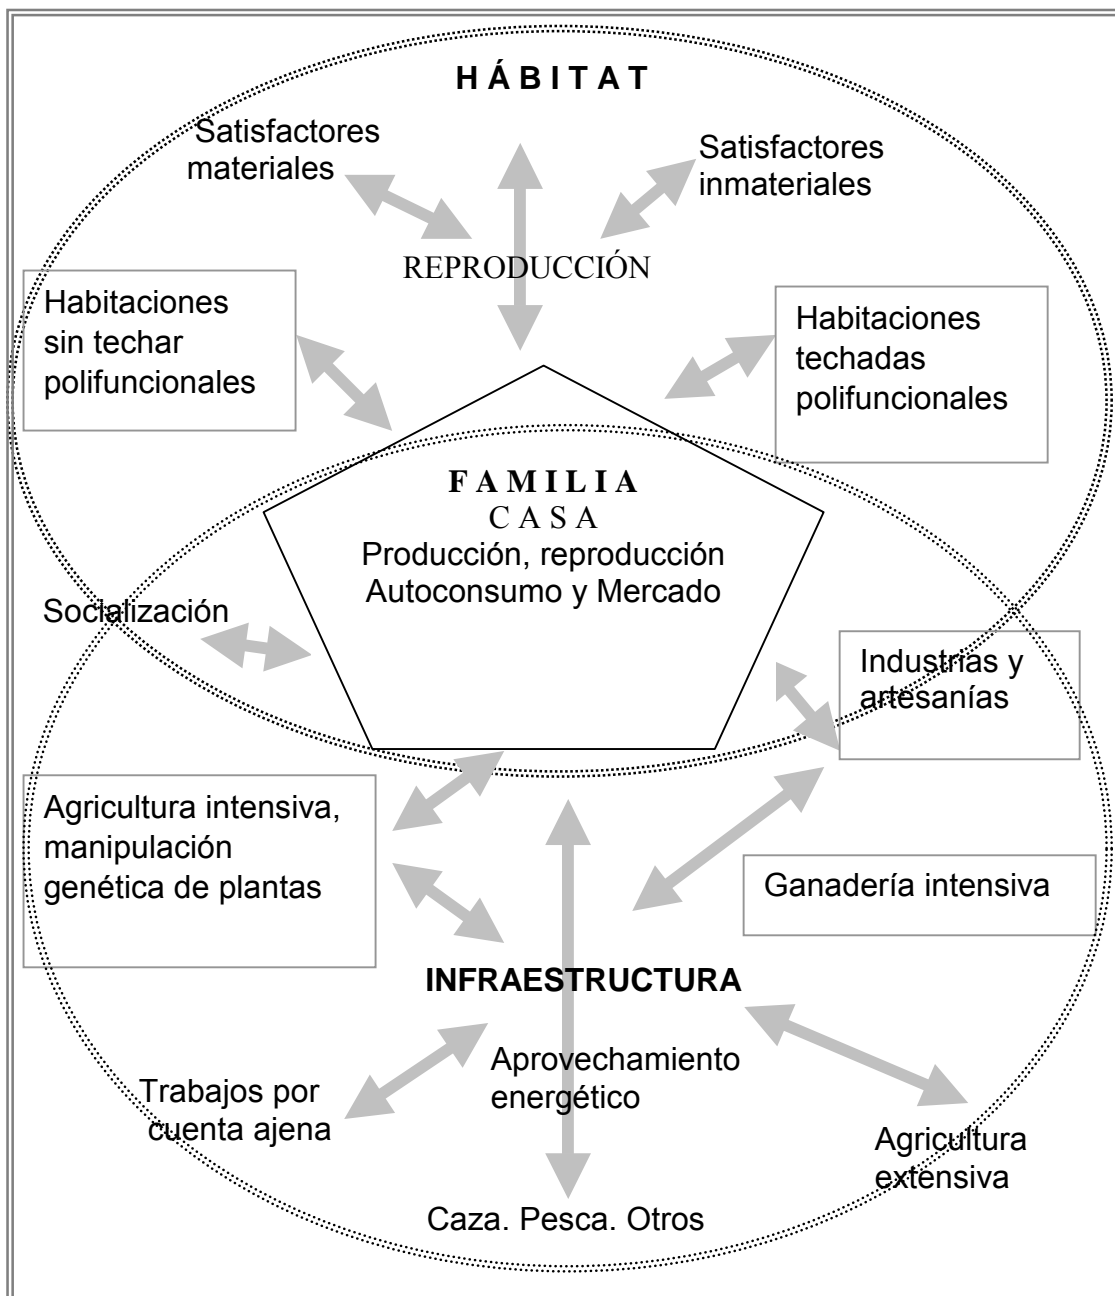 H Á B I T A T
Satisfactores
materiales
Satisfactores
inmateriales
REPRODUCCIÓN
Habitaciones
sin techar
polifuncionales
Habitaciones
techadas
polifuncionales
F A M I L I A
C A S A
Producción, reproducción
Autoconsumo y Mercado
Socialización
Industrias y
artesanías
Agricultura intensiva,
manipulación
genética de plantas
Ganadería intensiva
INFRAESTRUCTURA
Aprovechamiento
energético
Trabajos por
cuenta ajena
Agricultura
extensiva
Caza. Pesca. Otros